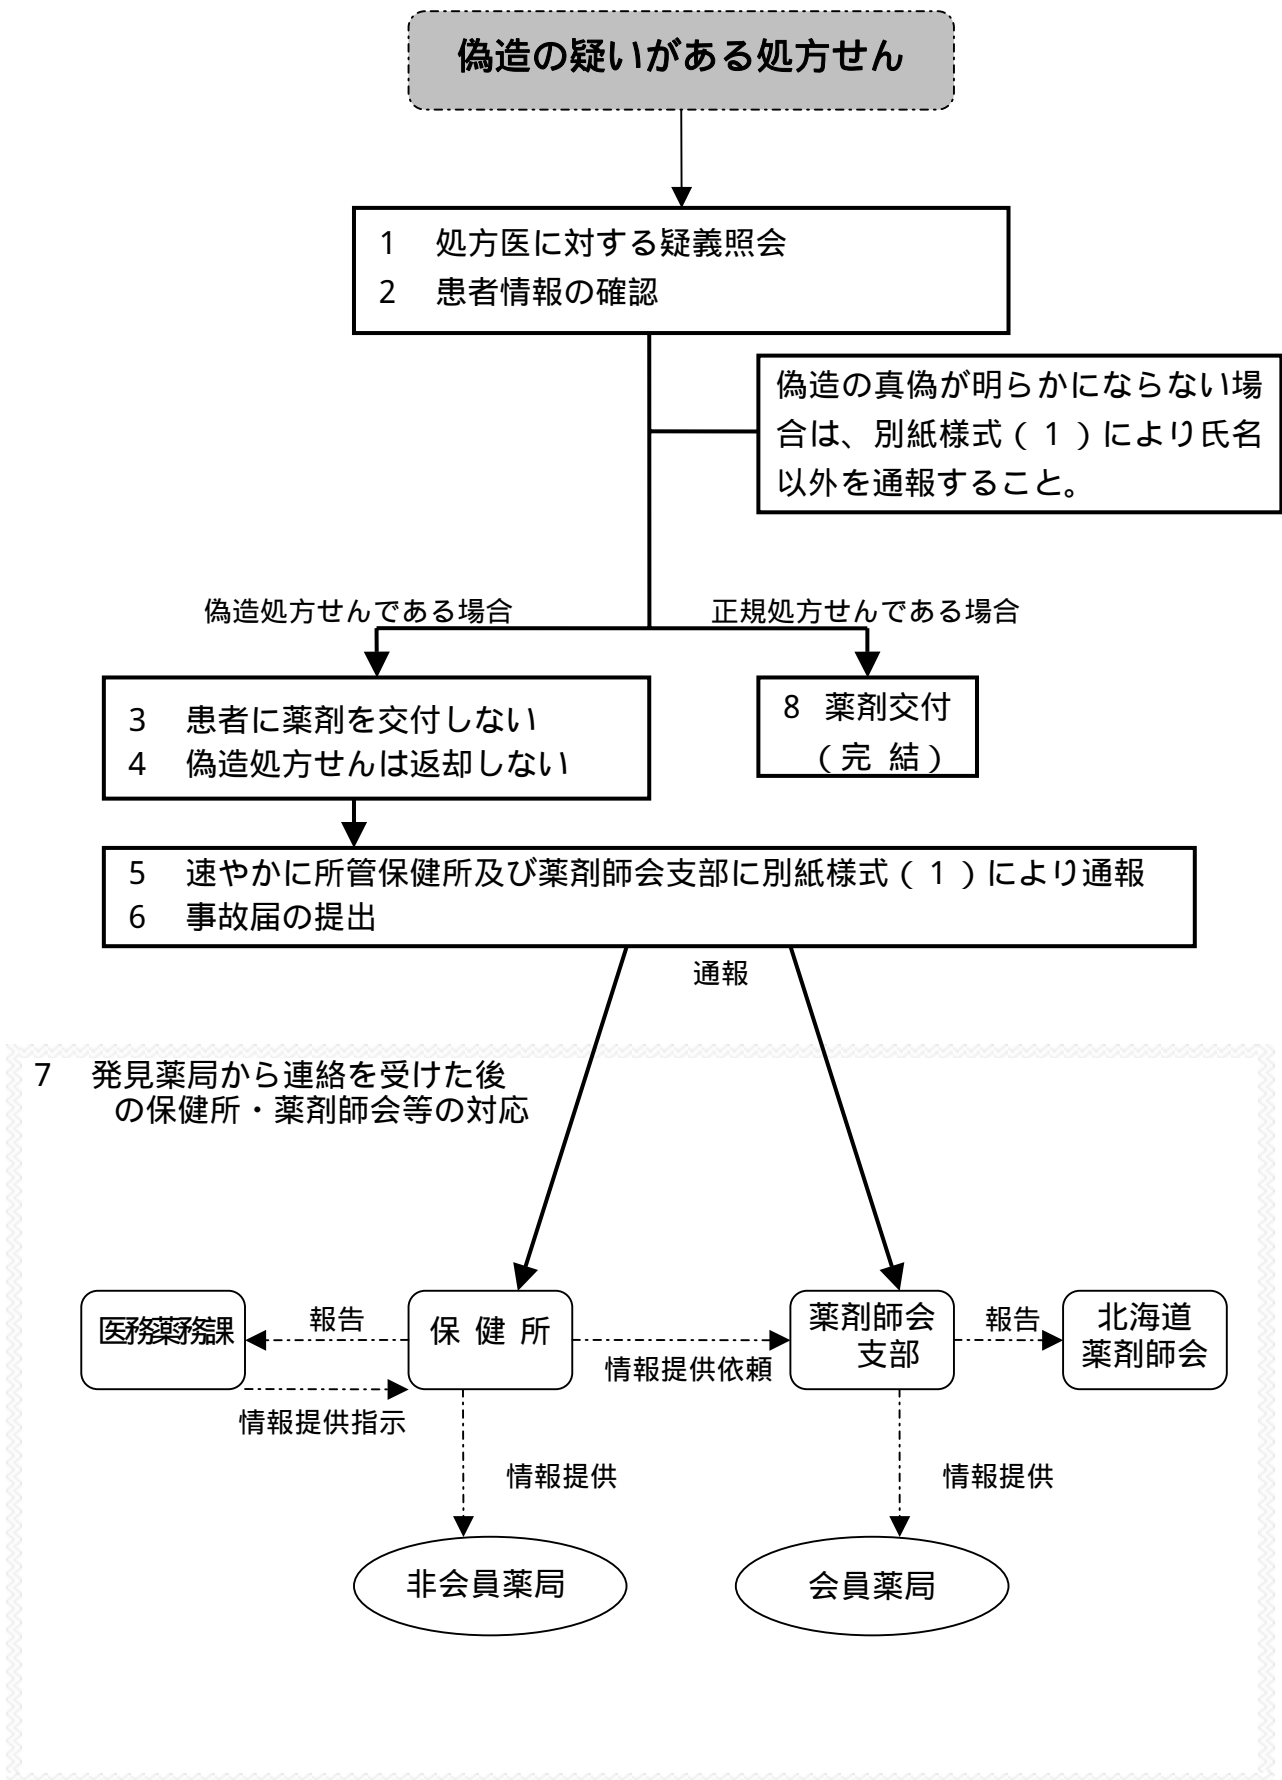 偽造の疑いがある処方せん
1 処方医に対する疑義照会
2 患者情報の確認
偽造の真偽が明らかにならない場
合は、別紙様式(1)により氏名
以外を通報すること。
偽造処方せんである場合
正規処方せんである場合
3 患者に薬剤を交付しない
4 偽造処方せんは返却しない
8 薬剤交付
(完 結)
5 速やかに所管保健所及び薬剤師会支部に別紙様式(1)により通報
6 事故届の提出
通報
7 発見薬局から連絡を受けた後
の保健所・薬剤師会等の対応
医務薬務課
報告
保 健 所
情報提供依頼
薬剤師会
支部
報告
北海道
薬剤師会
情報提供指示
情報提供
情報提供
非会員薬局
会員薬局